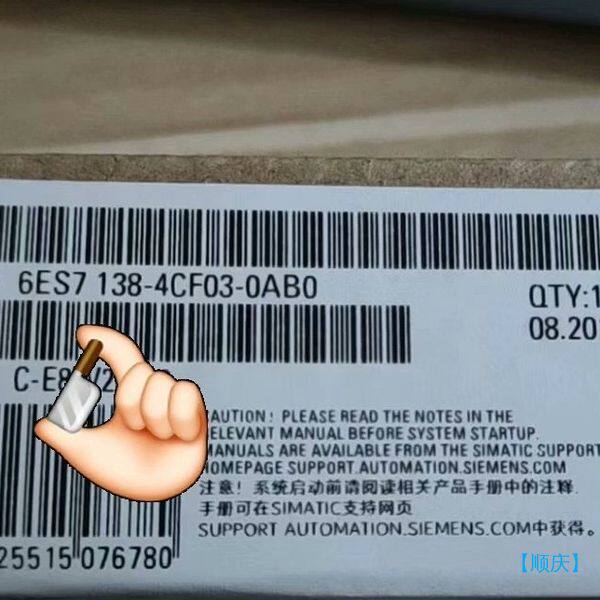 6ES7 138-4CF03-0AB0
QTY:1
08.20
AUTION: PLEASE READ THE NOTES IN THE
ELEVANT MANUAL BEFORE SYSTEM STARTUP.
MANUALS ARE AVAILABLE FROM THE SIMATIC SUPPORT
HOMEPAGE SUPPORT.AUTOMATION.SIEMENS.COM
注意！系统启动前请阅读相关产品手册中的注释.
手册可在SIMATIC支持网页
SUPPORT AUTOMATION.SIEMENS.COM中获得。
25515 076780
【顺庆】